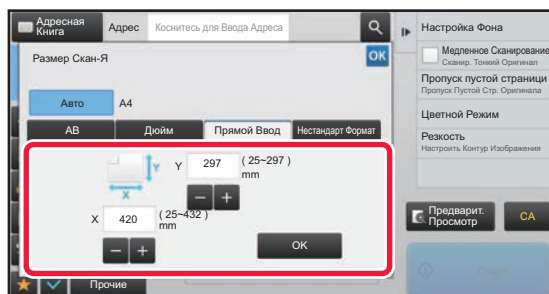 Адресная
Книга
Адрес
Коснитесь для Ввода Адреса
Размер Скан-Я
OK
Авто
A4
AB
Дюйм
Прямой Ввод
Нестандарт Формат
Y
X
Y
297
( 25~297 )
mm
X
420
( 25~432 )
mm
OK
Прочие
Настройка Фона
Медленное Сканирование
Сканир. Тонкий Оригинал
Пропуск пустой страници
Пропуск Пустой Стр. Оригинала
Цветной Режим
Резкость
Настроить Контур Изображения
Предварит.
Просмотр
CA
Старт